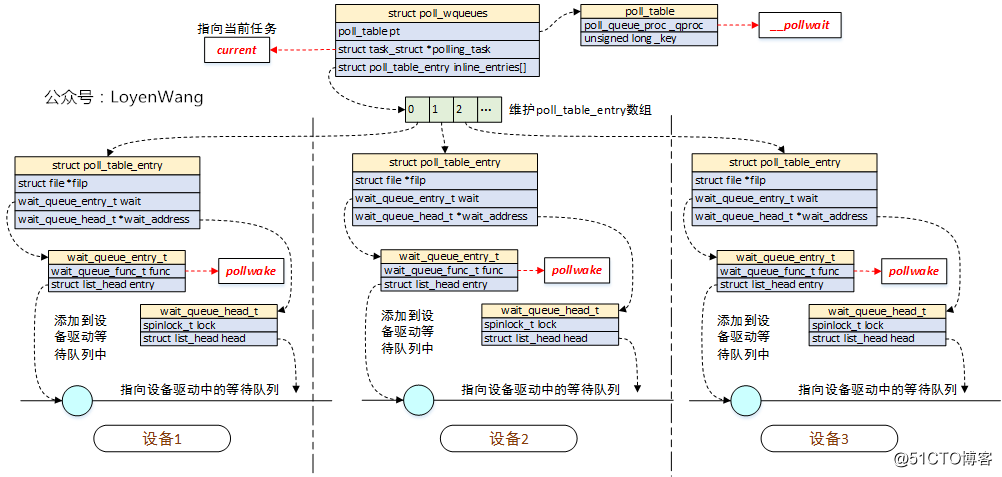 struct poll_wqueues
poll_table pt
struct task_struct *polling_task
struct poll_table_entry inline_entries[]
poll_table
poll_queue_proc _qproc
unsigned long _key
__pollwait
指向当前任务
current
公众号：LoyenWang
0
1
2
...
维护poll_table_entry数组
struct poll_table_entry
struct file *filp
wait_queue_entry_t wait
wait_queue_head_t *wait_address
wait_queue_entry_t
wait_queue_func_t func
struct list_head entry
pollwake
wait_queue_head_t
spinlock_t lock
struct list_head head
添加到设
备驱动等
待队列中
指向设备驱动中的等待队列
设备1
struct poll_table_entry
struct file *filp
wait_queue_entry_t wait
wait_queue_head_t *wait_address
wait_queue_entry_t
wait_queue_func_t func
struct list_head entry
pollwake
wait_queue_head_t
spinlock_t lock
struct list_head head
添加到设
备驱动等
待队列中
指向设备驱动中的等待队列
设备2
struct poll_table_entry
struct file *filp
wait_queue_entry_t wait
wait_queue_head_t *wait_address
wait_queue_entry_t
wait_queue_func_t func
struct list_head entry
pollwake
wait_queue_head_t
spinlock_t lock
struct list_head head
添加到设
备驱动等
待队列中
指向设备驱动中的等待队列
设备3
@51CTO博客